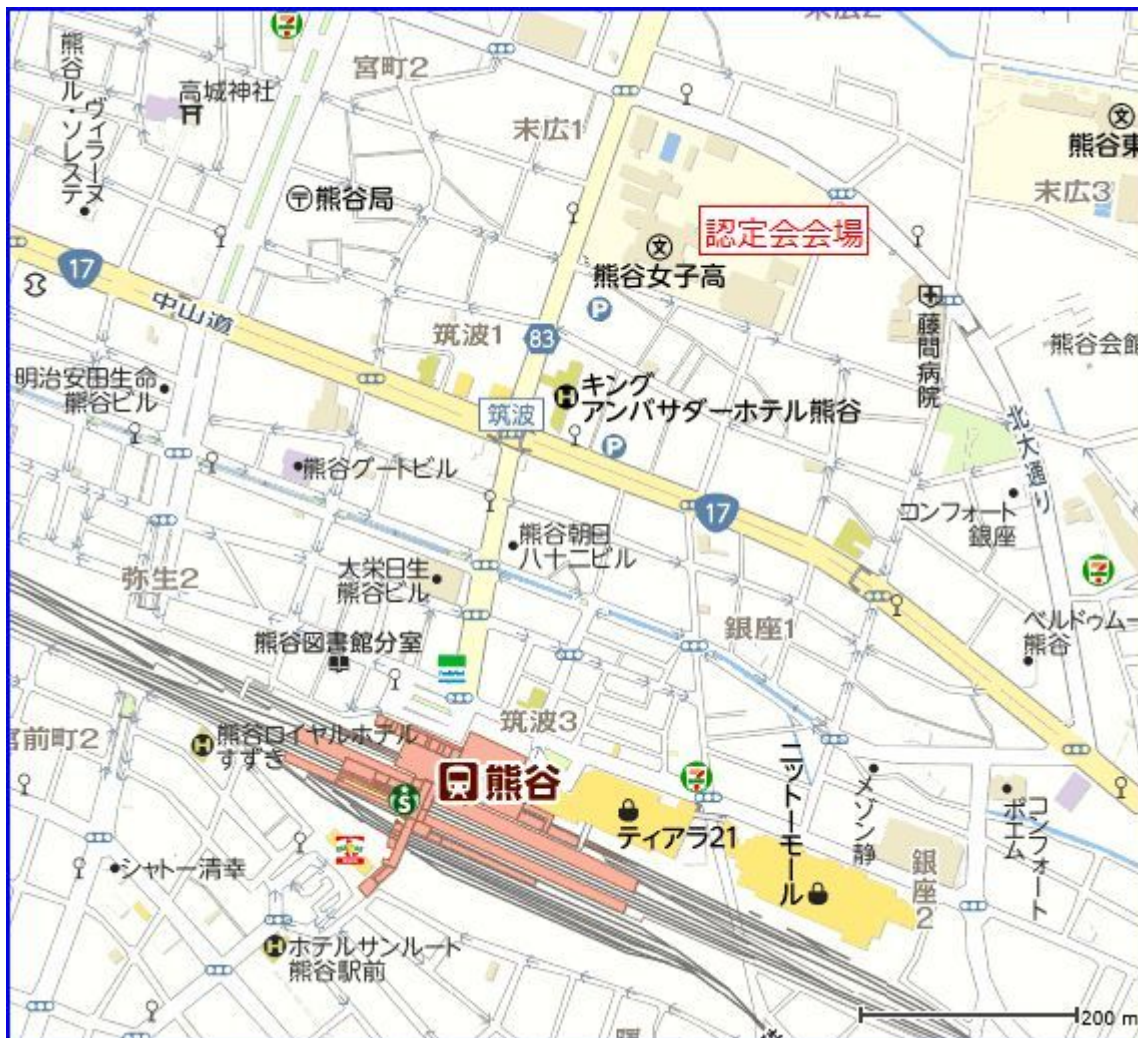 末広2
宮町2
高城神社
熊谷ル・ソレステ
ヴィラーヌ
末広1
熊谷東
末広3
〒熊谷局
認定会会場
文
熊谷女子高
17
中山道
P
筑波1
83
藤間病院
熊谷会館
明治安田生命
熊谷ビル
H
キング
アンバサダーホテル熊谷
筑波
P
北大通り
熊谷グートビル
17
コンフォート
銀座
熊谷朝日
八十二ビル
弥生2
太栄日生
熊谷ビル
銀座1
ベルドゥムー
熊谷
熊谷図書館分室
FamilyMart
筑波3
宮前町2
H
熊谷ロイヤルホテル
すずき
熊谷
S
ティアラ21
ニットーモール
メゾン静
コンフォート
ポエム
シャトー清幸
銀座2
H
ホテルサンルート
熊谷駅前
200 m